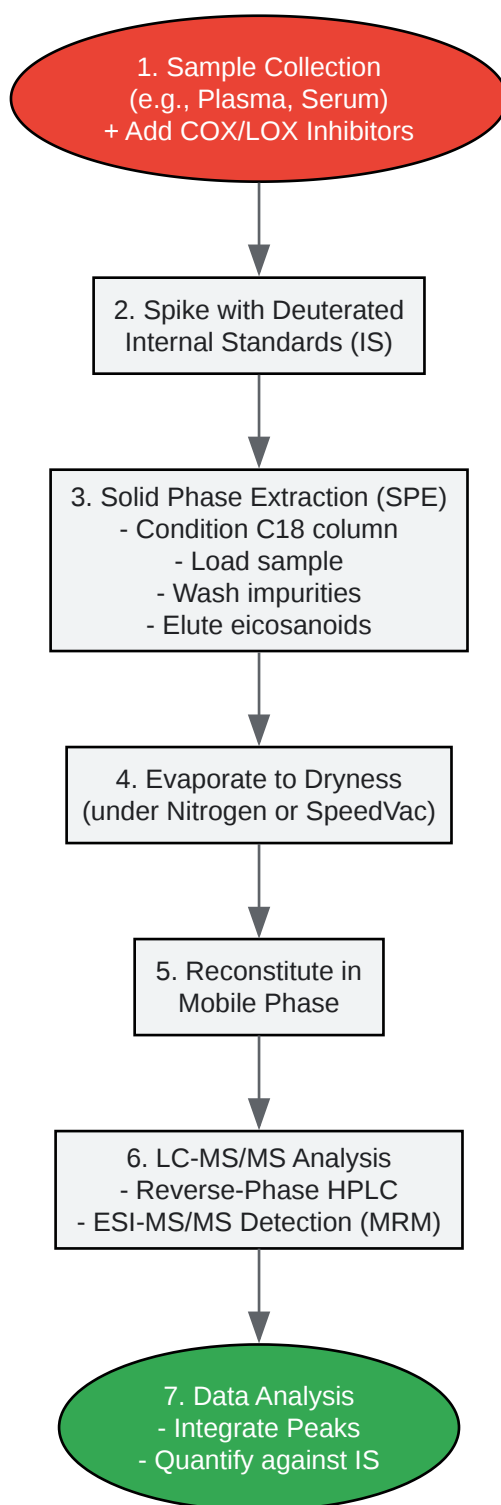 1. Sample Collection
(e.g., Plasma, Serum)
+ Add COX/LOX Inhibitors
2. Spike with Deuterated
Internal Standards (IS)
3. Solid Phase Extraction (SPE)
- Condition C18 column
- Load sample
- Wash impurities
- Elute eicosanoids
4. Evaporate to Dryness
(under Nitrogen or SpeedVac)
5. Reconstitute in
Mobile Phase
6. LC-MS/MS Analysis
- Reverse-Phase HPLC
- ESI-MS/MS Detection (MRM)
7. Data Analysis
- Integrate Peaks
- Quantify against IS